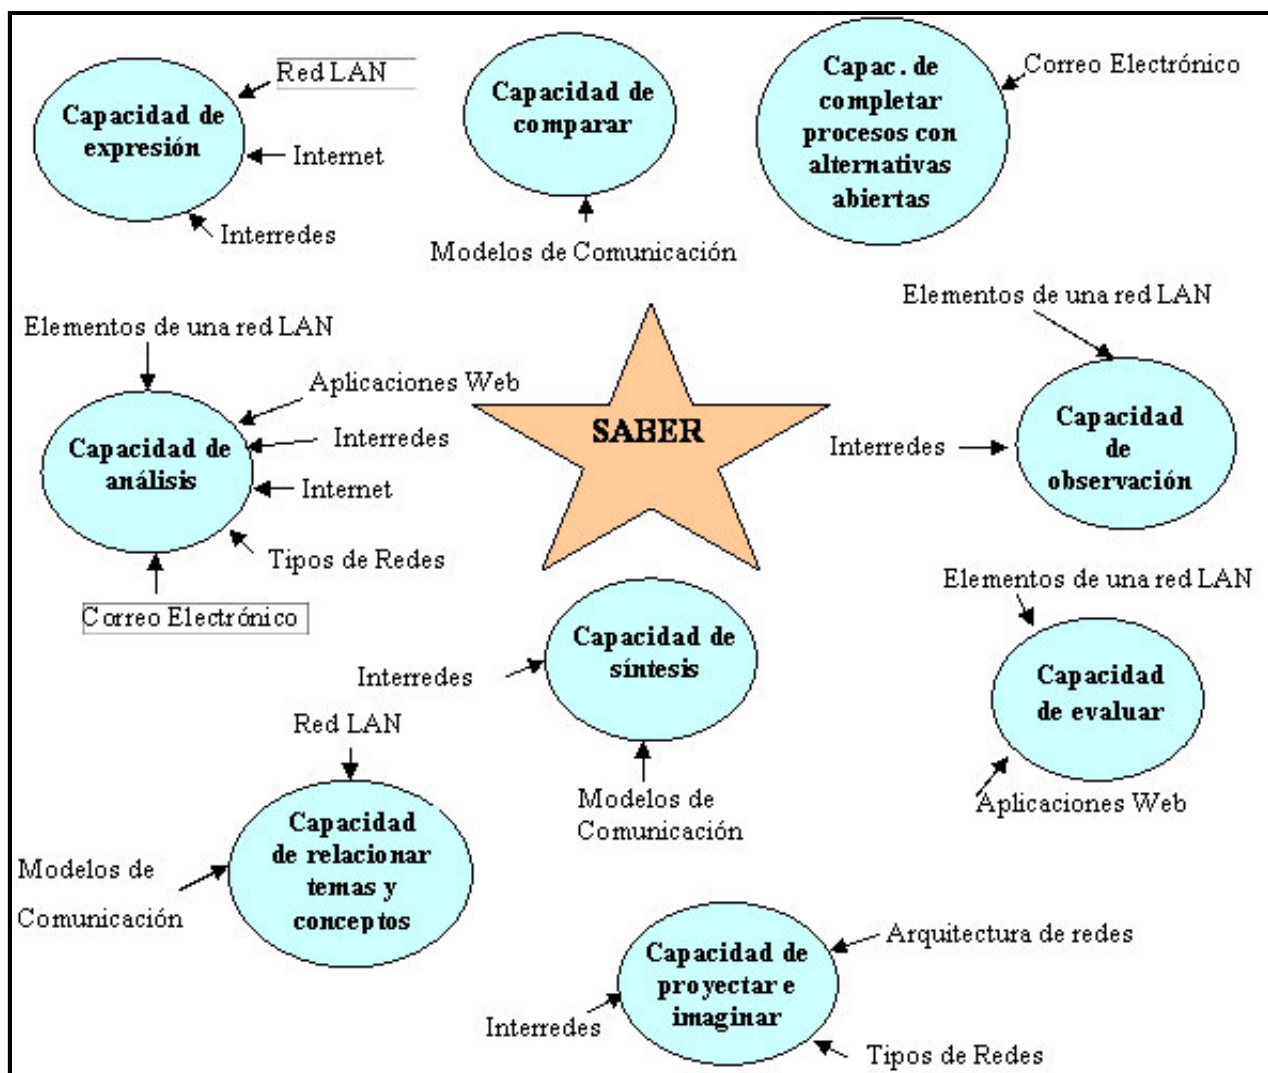 Capacidad de
expresión
Red LAN
Internet
Interredes
Capacidad de
comparar
Modelos de Comunicación
Capac. de
completar
procesos con
alternativas
abiertas
Correo Electrónico
Elementos de una red LAN
Capacidad de
análisis
Aplicaciones Web
Interredes
Internet
Tipos de Redes
Correo Electrónico
SABER
Elementos de una red LAN
Interredes
Capacidad
de
observación
Elementos de una red LAN
Capacidad
de evaluar
Aplicaciones Web
Capacidad de
síntesis
Interredes
Modelos de
Comunicación
Red LAN
Capacidad
de relacionar
temas y
conceptos
Modelos de
Comunicación
Capacidad de
proyectar e
imaginar
Arquitectura de redes
Interredes
Tipos de Redes